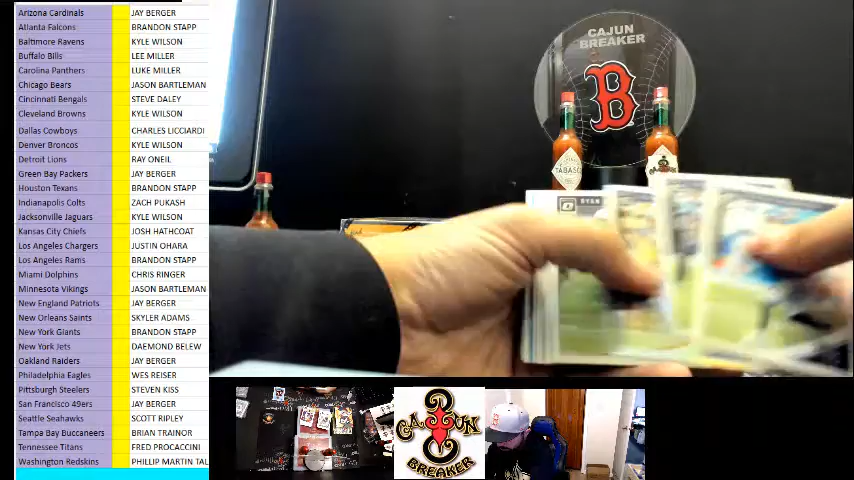 Arizona Cardinals JAY BERGER
Atlanta Falcons BRANDON STAPP
Baltimore Ravens KYLE WILSON
Buffalo Bills LEE MILLER
Carolina Panthers LUKE MILLER
Chicago Bears JASON BARTLEMAN
Cincinnati Bengals STEVE DALEY
Cleveland Browns KYLE WILSON
Dallas Cowboys CHARLES LICCIARDI
Denver Broncos KYLE WILSON
Detroit Lions RAY ONEIL
Green Bay Packers JAY BERGER
Houston Texans BRANDON STAPP
Indianapolis Colts ZACH PUKASH
Jacksonville Jaguars KYLE WILSON
Kansas City Chiefs JOSH HATHCOAT
Los Angeles Chargers JUSTIN OHARA
Los Angeles Rams BRANDON STAPP
Miami Dolphins CHRIS RINGER
Minnesota Vikings JASON BARTLEMAN
New England Patriots JAY BERGER
New Orleans Saints SKYLER ADAMS
New York Giants BRANDON STAPP
New York Jets DAEMOND BELEW
Oakland Raiders JAY BERGER
Philadelphia Eagles WES REISER
Pittsburgh Steelers STEVEN KISS
San Francisco 49ers JAY BERGER
Seattle Seahawks SCOTT RIPLEY
Tampa Bay Buccaneers BRIAN TRAINOR
Tennessee Titans FRED PROCACCINI
Washington Redskins PHILLIP MARTIN TAL
CAJUN
BREAKER
B
TABASC
RYAN
CAJUN
BREAKER